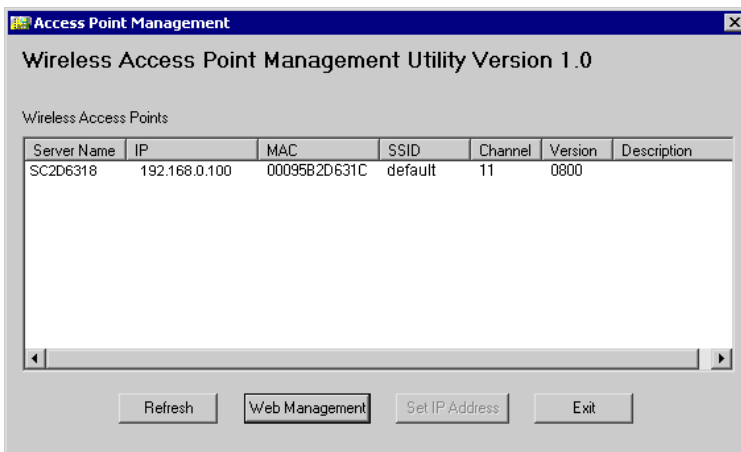 Access Point Management
Wireless Access Point Management Utility Version 1.0
Wireless Access Points
Server Name IP MAC SSID Channel Version Description
SC2D6318 192.168.0.100 00095B2D631C default 11 0800
Refresh Web Management Set IP Address Exit